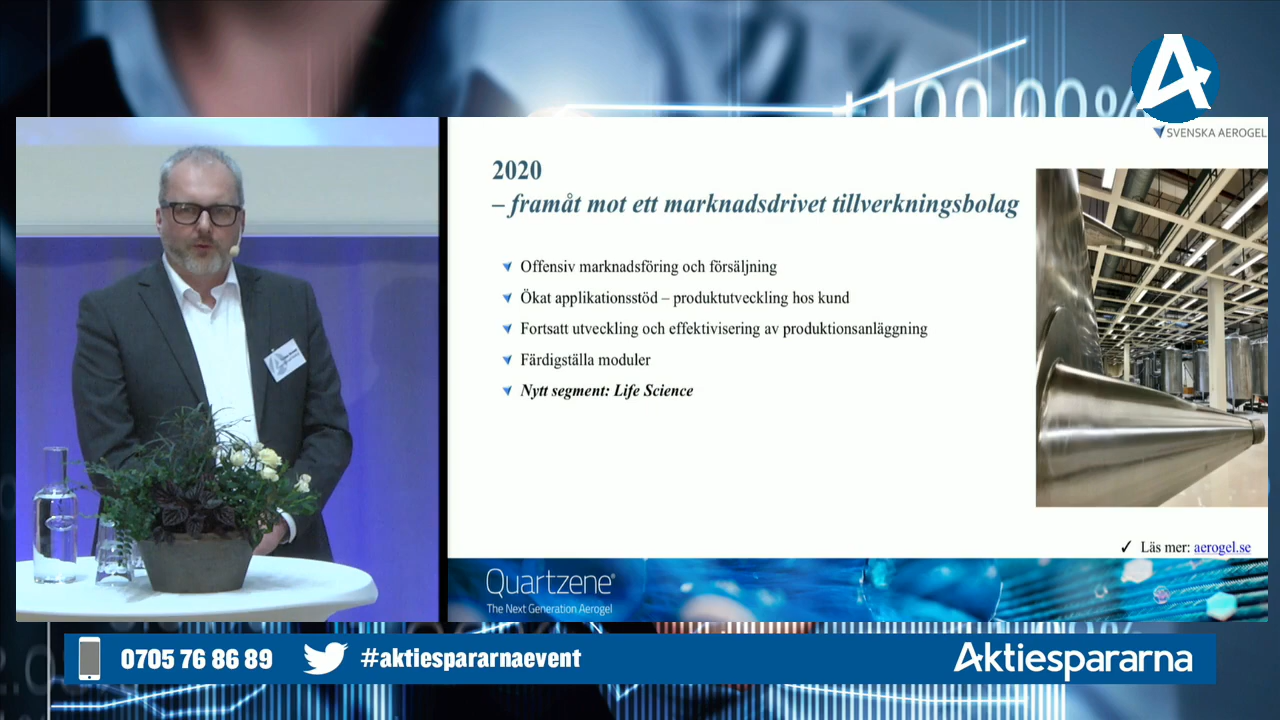 +100.00%
SVENSKA AEROGEL
2020
– framåt mot ett marknadsdrivet tillverkningsbolag
Offensiv marknadsföring och försäljning
Ökat applikationsstöd – produktutveckling hos kund
Fortsatt utveckling och effektivisering av produktionsanläggning
Färdigställa moduler
Nytt segment: Life Science
✓ Läs mer: aerogel.se
Quartzene®
The Next Generation Aerogel
0705 76 86 89
#aktiespararnaevent
Aktiespararna